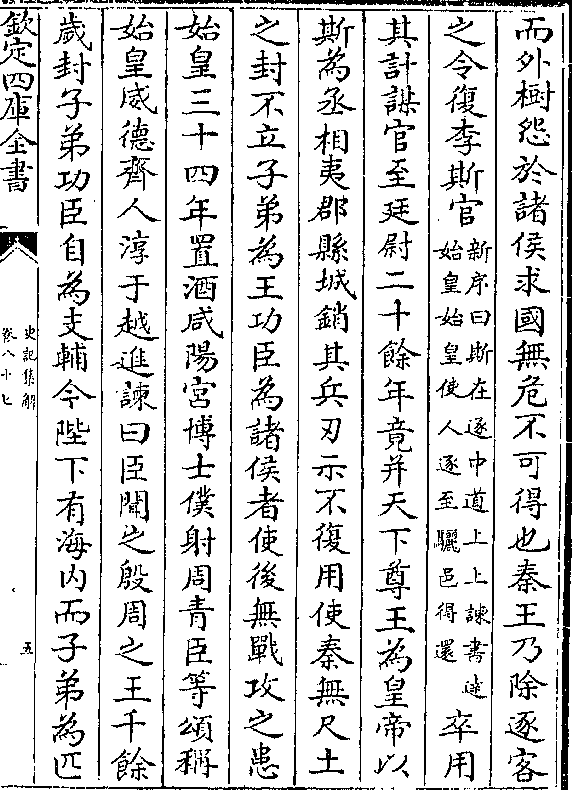 而外樹怨於諸侯求國無危不可得也秦王乃除逐客
之令復李斯官新序曰斯在逐中道上上諫書達始皇始皇使人逐至驪邑得還卒用
其計謀官至廷尉二十餘年竟并天下尊王為皇帝以
斯為丞相夷郡縣城銷其兵刃示不復用使秦無尺土
之封不立子弟為王功臣為諸侯者使後無戰攻之患
始皇三十四年置酒咸陽宮博士僕射周青臣等頌稱
始皇威德齊人淳于越進諫曰臣聞之殷周之王千餘
歲封子弟功臣自為支輔今陛下有海内而子弟為匹
欽定四庫全書
史記集解
卷八十七
五